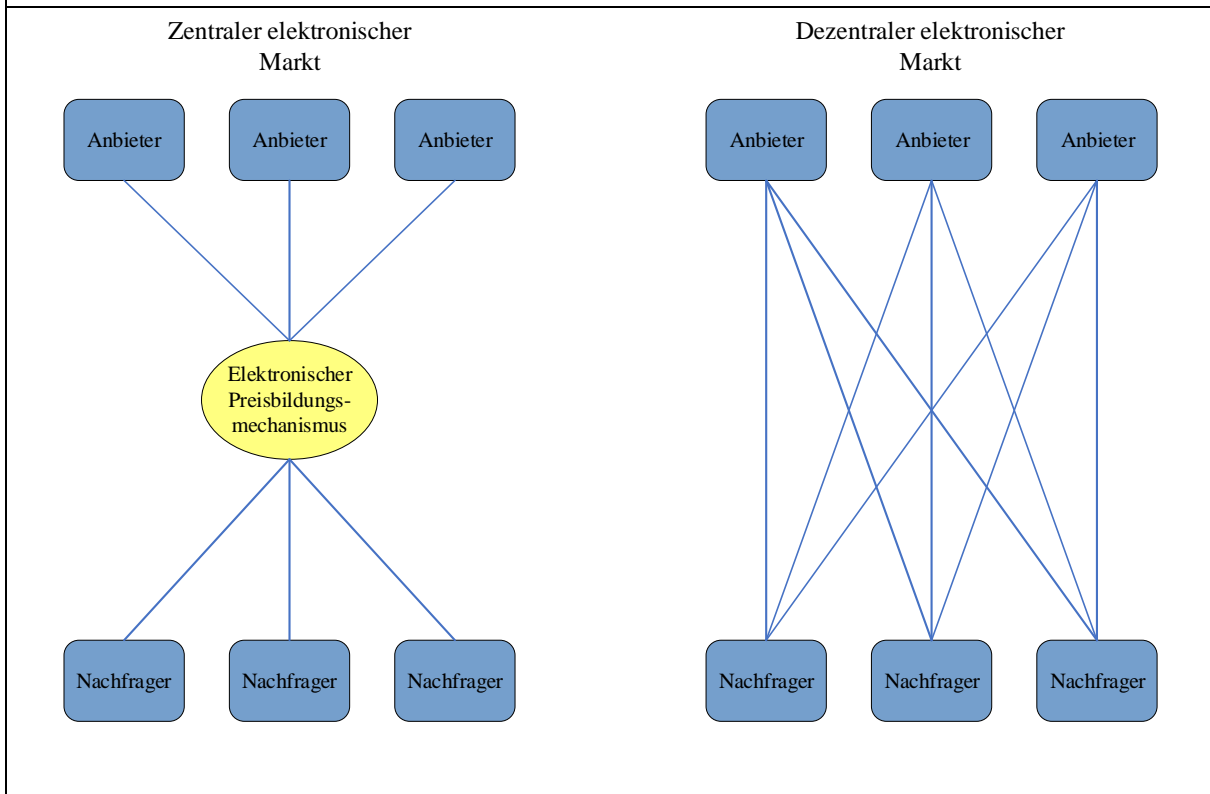 Zentraler elektronischer
Markt
Anbieter
Anbieter
Anbieter
Elektronischer
Preisbildungs-
mechanismus
Nachfrager
Nachfrager
Nachfrager
Dezentraler elektronischer
Markt
Anbieter
Anbieter
Anbieter
Nachfrager
Nachfrager
Nachfrager